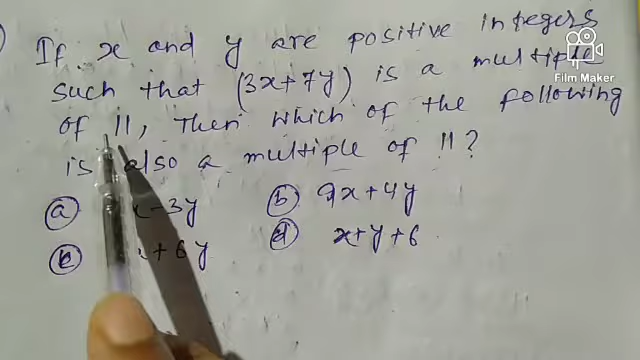 If x and y are positive integers
such that (3x+7y) is a multiple
of 11, Then which of the following
is also a multiple of 11?
(a) x-3y (b) 9x+4y
(c) x+6y (d) x+y+6
Film Maker